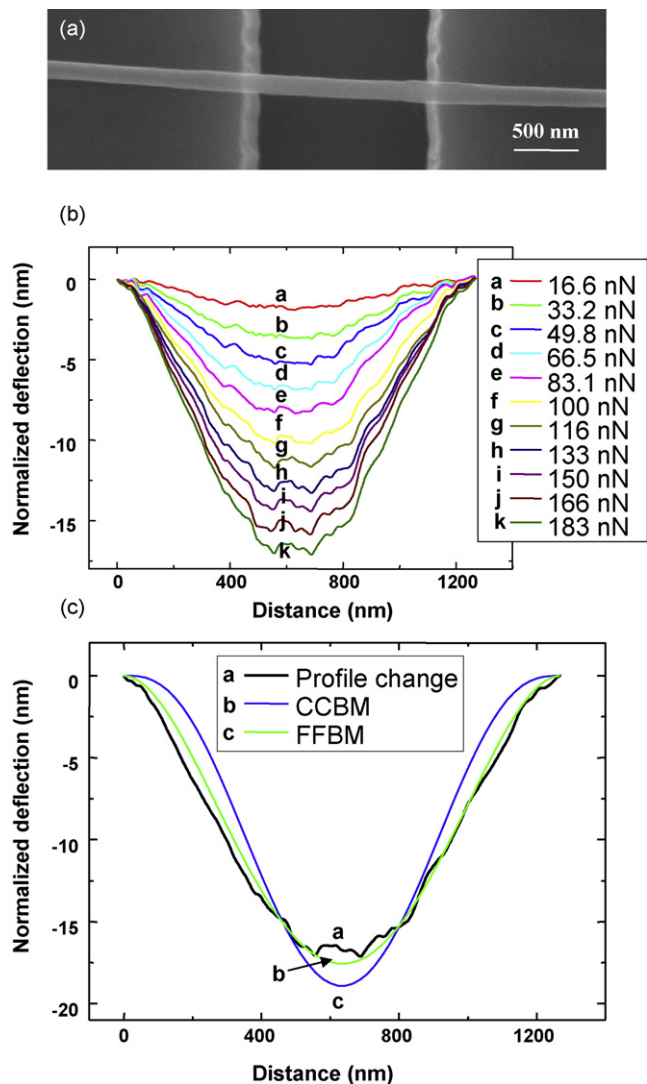 (a)
500 nm
(b)
Normalized deflection (nm)
0
-5
-10
-15
a
b
c
d
e
f
g
h
i
j
k
0 400 800 1200
Distance (nm)
a 16.6 nN
b 33.2 nN
c 49.8 nN
d 66.5 nN
e 83.1 nN
f 100 nN
g 116 nN
h 133 nN
i 150 nN
j 166 nN
k 183 nN
(c)
Normalized deflection (nm)
0
-5
-10
-15
-20
a Profile change
b CCBM
c FFBM
a
b
c
0 400 800 1200
Distance (nm)